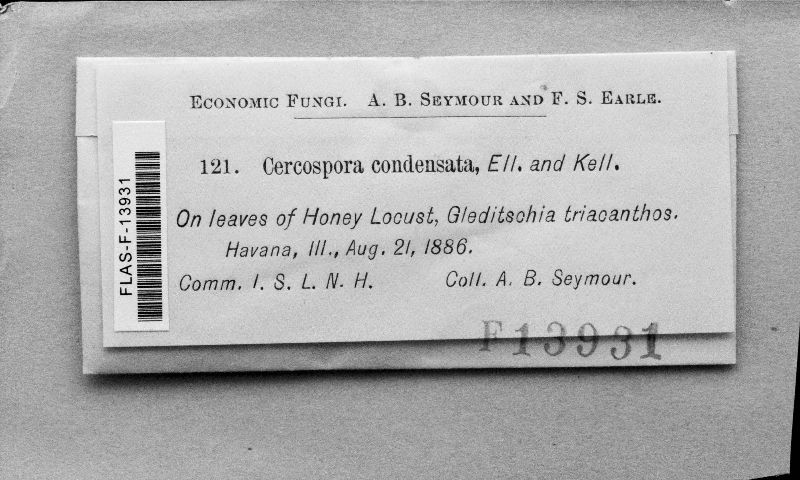 ECONOMIC FUNGI. A. B. SEYMOUR AND F. S. EARLE.
121. Cercospora condensata, Ell. and Kell.
On leaves of Honey Locust, Gleditschia triacanthos.
Havana, Ill., Aug. 21, 1886.
Comm. I. S. L. N. H. Coll. A. B. Seymour.
F13931
FLAS-F-13931